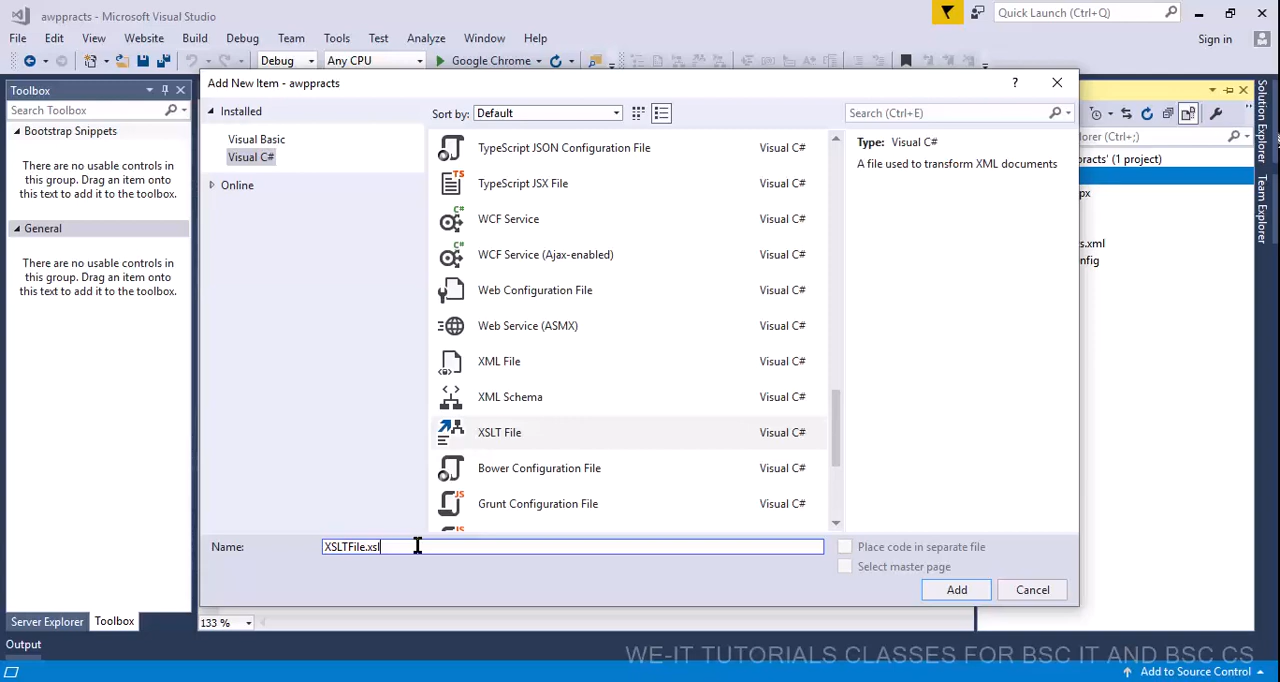 awppracts - Microsoft Visual Studio
Quick Launch (Ctrl+Q)
File Edit View Website Build Debug Team Tools Test Analyze Window Help
Sign in
Debug Any CPU Google Chrome
Toolbox
Search Toolbox
Bootstrap Snippets
There are no usable controls in
this group. Drag an item onto
this text to add it to the toolbox.
General
There are no usable controls in
this group. Drag an item onto
this text to add it to the toolbox.
Server Explorer Toolbox
Output
Add New Item - awppracts
Installed
Visual Basic
Visual C#
Online
Sort by: Default
Search (Ctrl+E)
TypeScript JSON Configuration File Visual C#
TypeScript JSX File Visual C#
WCF Service Visual C#
WCF Service (Ajax-enabled) Visual C#
Web Configuration File Visual C#
Web Service (ASMX) Visual C#
XML File Visual C#
XML Schema Visual C#
XSLT File Visual C#
Bower Configuration File Visual C#
Grunt Configuration File Visual C#
Type: Visual C#
A file used to transform XML documents
Name: XSLTFile.xsl
Place code in separate file
Select master page
Add Cancel
133 %
plorer (Ctrl+;)
practs' (1 project)
px
s.xml
nfig
Solution Explorer
Team Explorer
WE-IT TUTORIALS CLASSES FOR BSC IT AND BSC CS
Add to Source Control